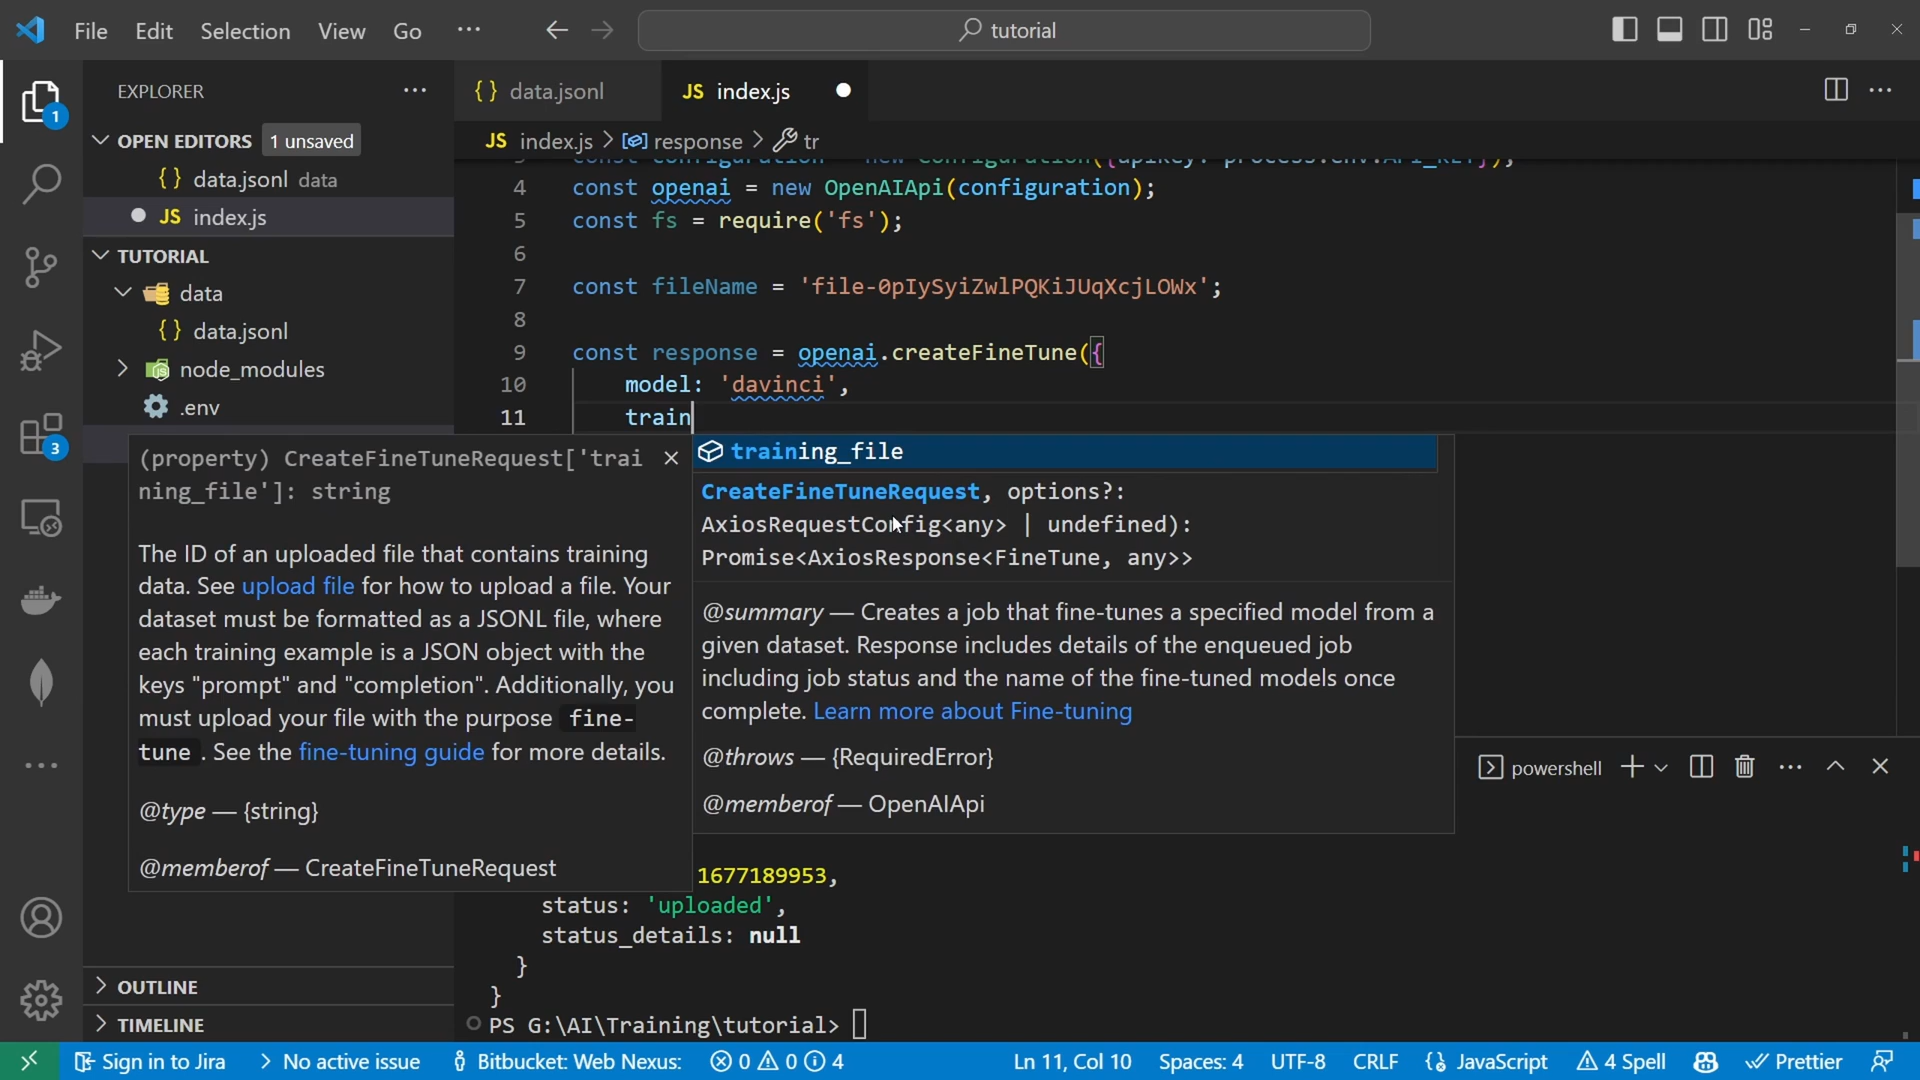 File Edit Selection View Go ··· tutorial
EXPLORER ···
1
OPEN EDITORS 1 unsaved
{} data.jsonl data
JS index.js
TUTORIAL
data
{} data.jsonl
node_modules
.env
3
{} data.jsonl JS index.js
JS index.js > response > tr
4 const openai = new OpenAIApi(configuration);
5 const fs = require('fs');
6
7 const fileName = 'file-0pIySyiZwlPQKiJUqXcjLOWx';
8
9 const response = openai.createFineTune({
10 model: 'davinci',
11 train
(property) CreateFineTuneRequest['trai
ning_file']: string
The ID of an uploaded file that contains training
data. See upload file for how to upload a file. Your
dataset must be formatted as a JSONL file, where
each training example is a JSON object with the
keys "prompt" and "completion". Additionally, you
must upload your file with the purpose fine-
tune . See the fine-tuning guide for more details.
@type — {string}
@memberof — CreateFineTuneRequest
training_file
CreateFineTuneRequest, options?:
AxiosRequestConfig<any> | undefined):
Promise<AxiosResponse<FineTune, any>>
@summary — Creates a job that fine-tunes a specified model from a
given dataset. Response includes details of the enqueued job
including job status and the name of the fine-tuned models once
complete. Learn more about Fine-tuning
@throws — {RequiredError}
@memberof — OpenAIApi
powershell
1677189953,
status: 'uploaded',
status_details: null
}
}
PS G:\AI\Training\tutorial>
OUTLINE
TIMELINE
Sign in to Jira No active issue Bitbucket: Web Nexus: 0 0 4 Ln 11, Col 10 Spaces: 4 UTF-8 CRLF {} JavaScript 4 Spell Prettier